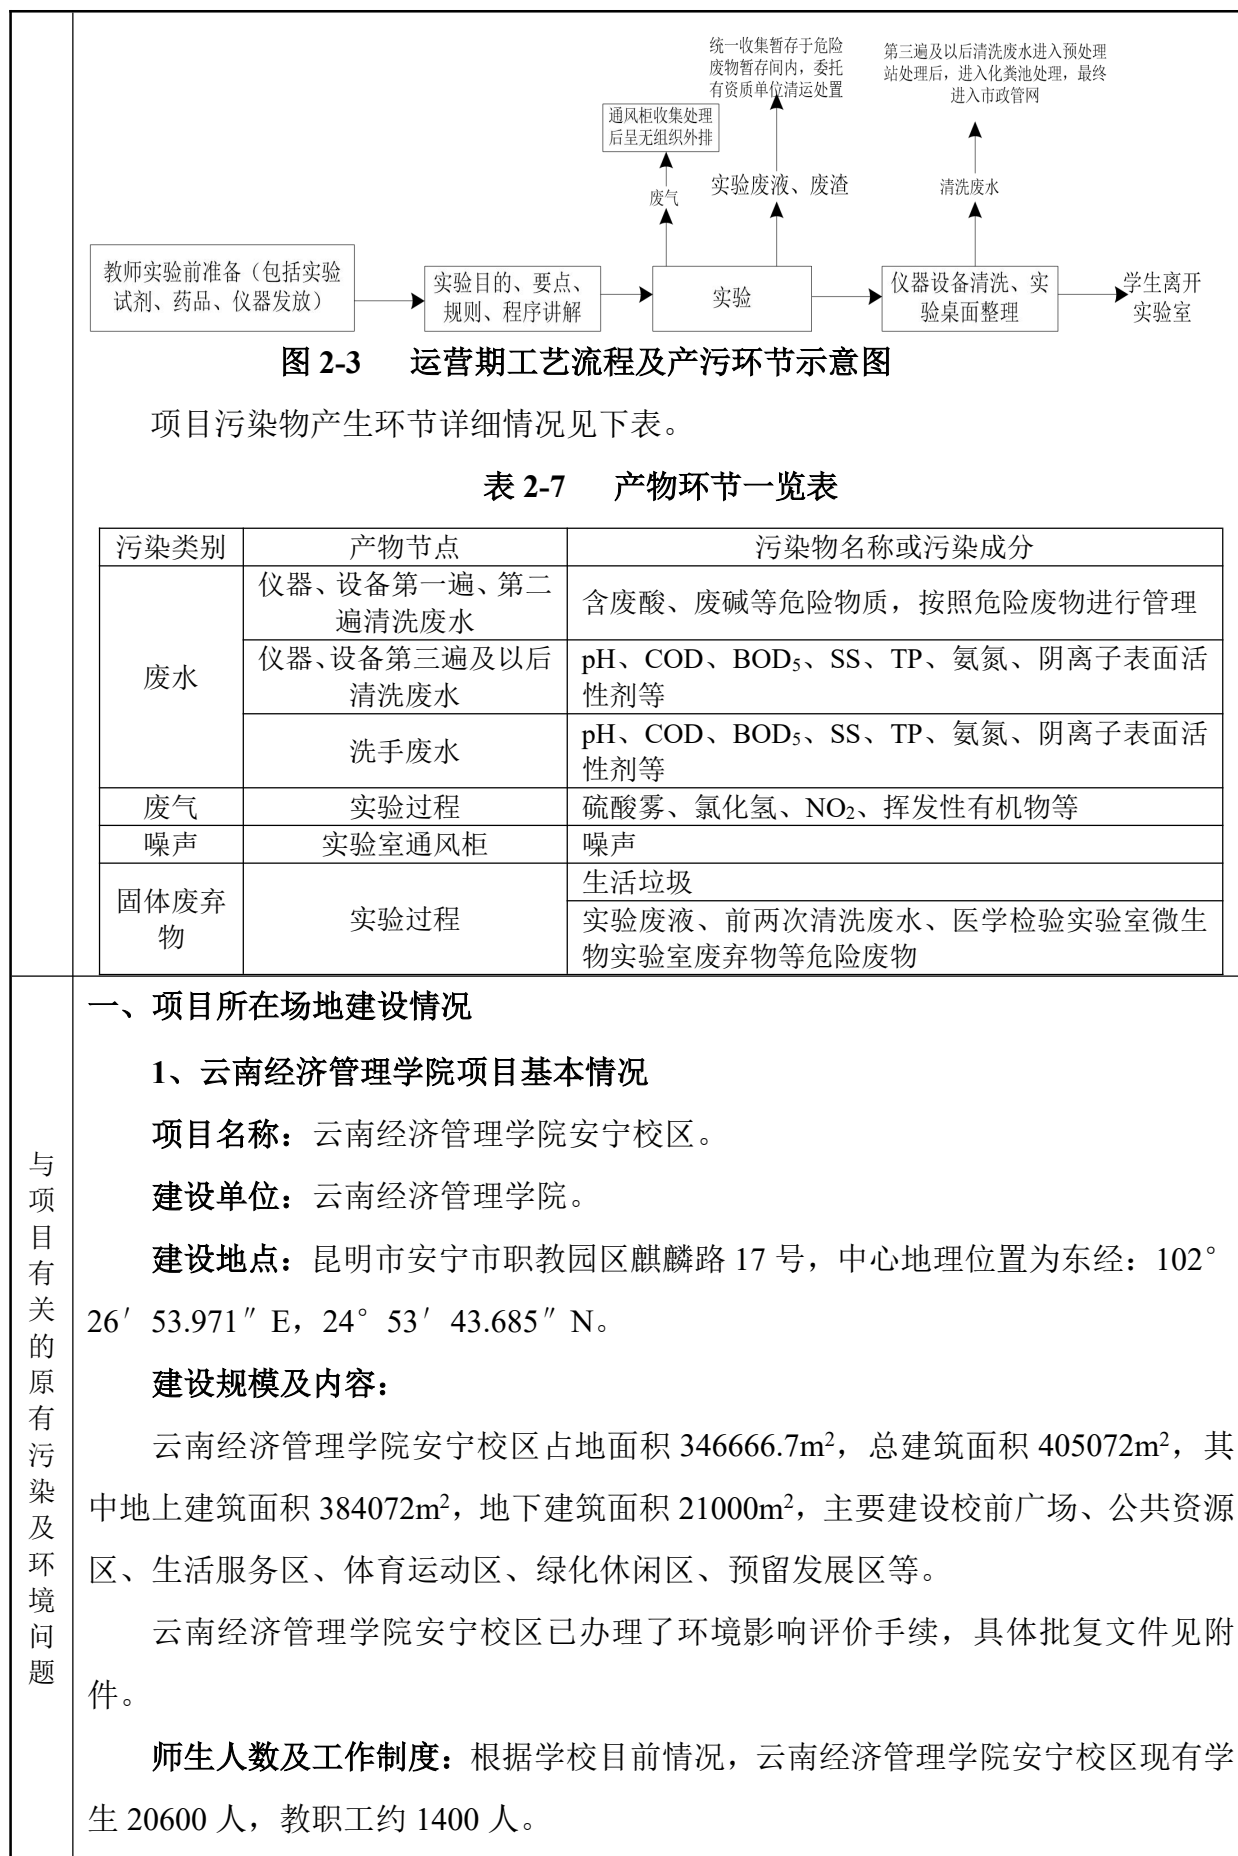 统一收集暂存于危险
废物暂存间内，委托
有资质单位清运处置
第三遍及以后清洗废水进入预处理
站处理后，进入化粪池处理，最终
进入市政管网
通风柜收集处理
后呈无组织外排
废气
实验废液、废渣
清洗废水
教师实验前准备（包括实验
试剂、药品、仪器发放）
实验目的、要点、
规则、程序讲解
实验
仪器设备清洗、实
验桌面整理
学生离开
实验室
图 2-3 运营期工艺流程及产污环节示意图
项目污染物产生环节详细情况见下表。
表 2-7 产物环节一览表
污染类别 产物节点 污染物名称或污染成分
废水
仪器、设备第一遍、第二
遍清洗废水
含废酸、废碱等危险物质，按照危险废物进行管理
仪器、设备第三遍及以后
清洗废水
pH、COD、BOD₅、SS、TP、氨氮、阴离子表面活
性剂等
洗手废水
pH、COD、BOD₅、SS、TP、氨氮、阴离子表面活
性剂等
废气 实验过程 硫酸雾、氯化氢、NO₂、挥发性有机物等
噪声 实验室通风柜 噪声
固体废弃
物
实验过程
生活垃圾
实验废液、前两次清洗废水、医学检验实验室微生
物实验室废弃物等危险废物
与
项
目
有
关
的
原
有
污
染
及
环
境
问
题
一、项目所在场地建设情况
1、云南经济管理学院项目基本情况
项目名称：云南经济管理学院安宁校区。
建设单位：云南经济管理学院。
建设地点：昆明市安宁市职教园区麒麟路 17 号，中心地理位置为东经：102°
26′ 53.971″ E，24° 53′ 43.685″ N。
建设规模及内容：
云南经济管理学院安宁校区占地面积 346666.7m²，总建筑面积 405072m²，其
中地上建筑面积 384072m²，地下建筑面积 21000m²，主要建设校前广场、公共资源
区、生活服务区、体育运动区、绿化休闲区、预留发展区等。
云南经济管理学院安宁校区已办理了环境影响评价手续，具体批复文件见附
件。
师生人数及工作制度：根据学校目前情况，云南经济管理学院安宁校区现有学
生 20600 人，教职工约 1400 人。